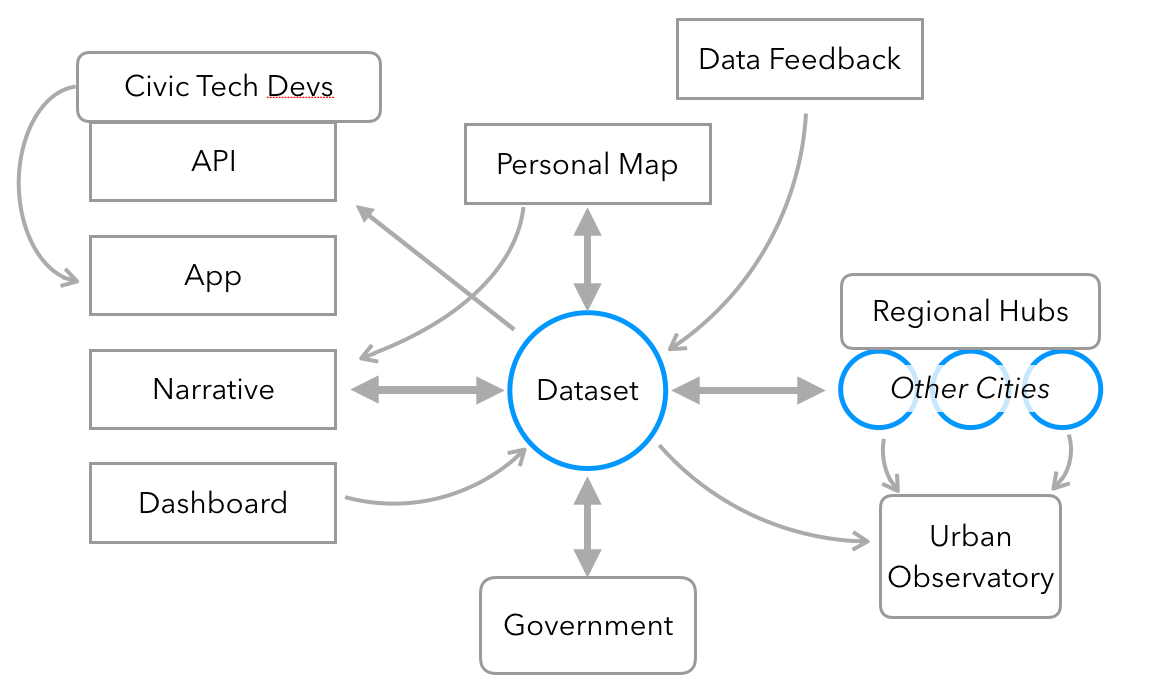 Data Feedback
Civic Tech Devs
API
Personal Map
App
Regional Hubs
Narrative
Dataset
Other Cities
Dashboard
Urban
Observatory
Government